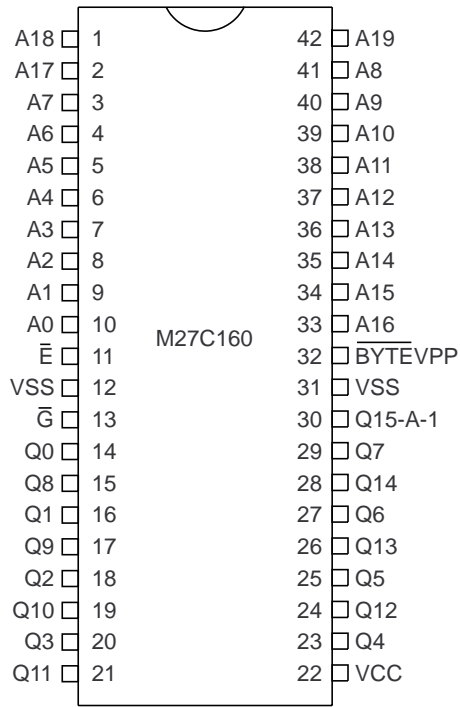 A18 1 42 A19
A17 2 41 A8
A7 3 40 A9
A6 4 39 A10
A5 5 38 A11
A4 6 37 A12
A3 7 36 A13
A2 8 35 A14
A1 9 34 A15
A0 10 33 A16
M27C160
E̅ 11 32 B̅Y̅T̅E̅VPP
VSS 12 31 VSS
G̅ 13 30 Q15-A-1
Q0 14 29 Q7
Q8 15 28 Q14
Q1 16 27 Q6
Q9 17 26 Q13
Q2 18 25 Q5
Q10 19 24 Q12
Q3 20 23 Q4
Q11 21 22 VCC